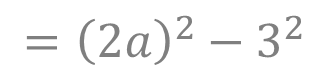 = (2𝑎)² − 3²